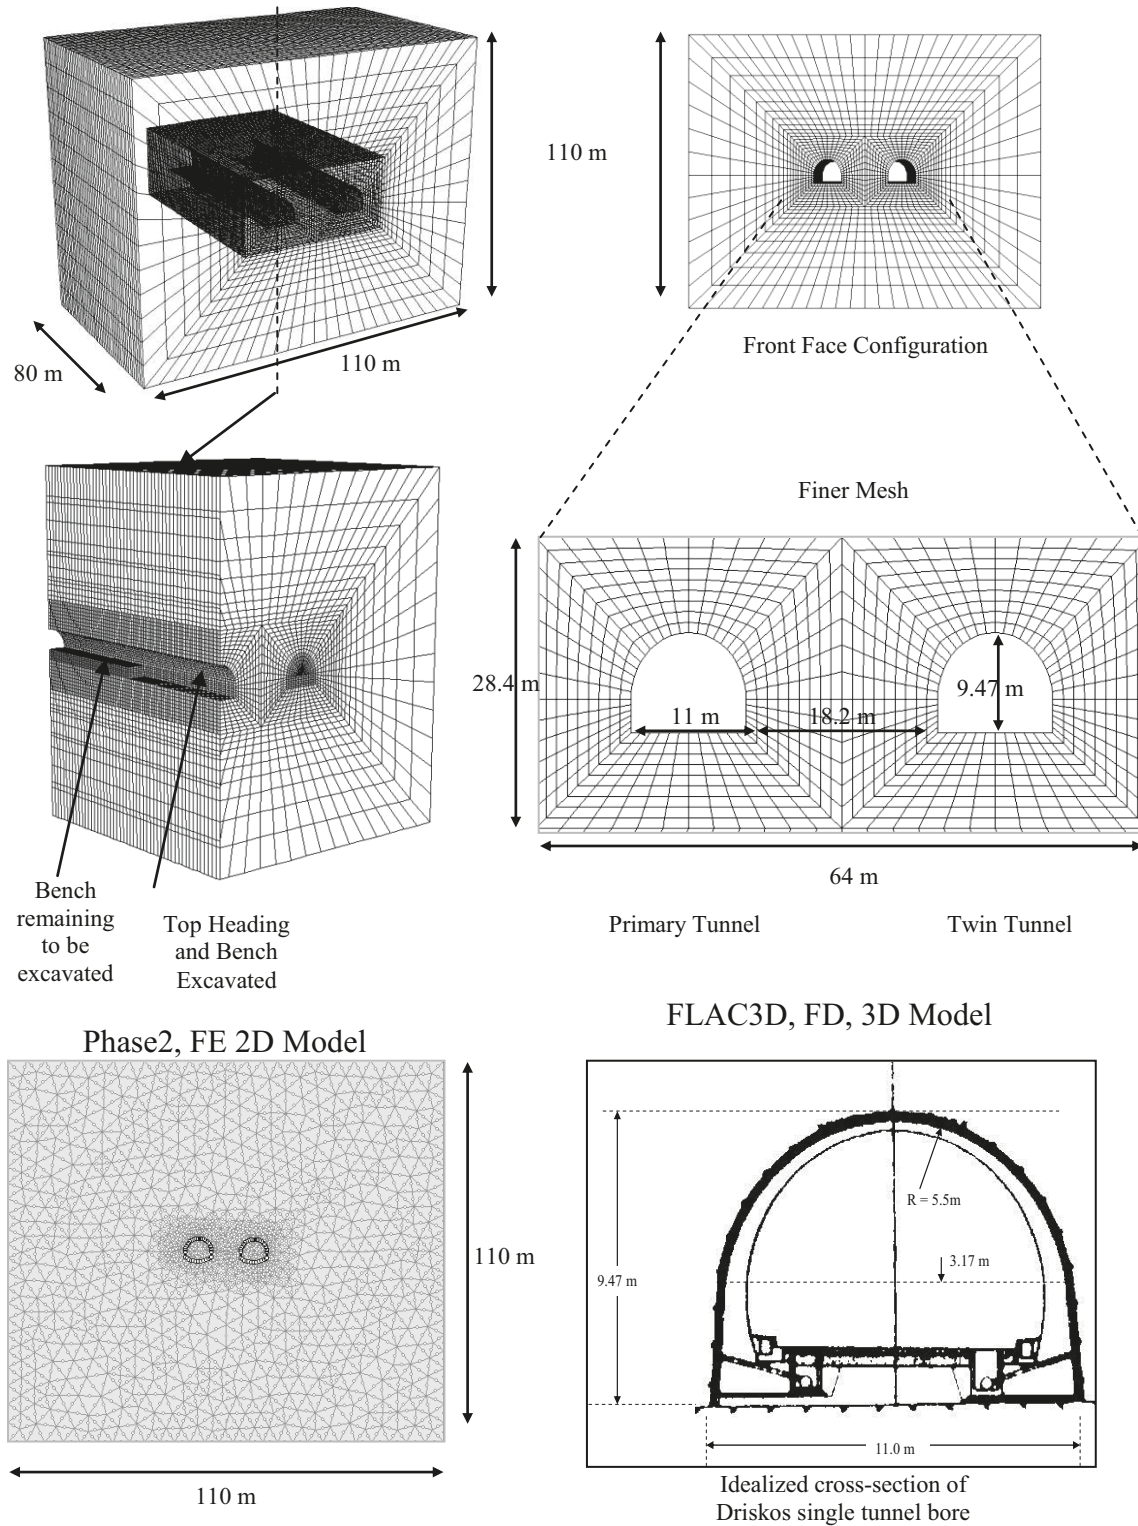 110 m
80 m
110 m
Front Face Configuration
Finer Mesh
28.4 m
11 m
18.2 m
9.47 m
64 m
Bench
remaining
to be
excavated
Top Heading
and Bench
Excavated
Primary Tunnel
Twin Tunnel
FLAC3D, FD, 3D Model
Phase2, FE 2D Model
110 m
110 m
R = 5.5m
3.17 m
9.47 m
11.0 m
Idealized cross-section of
Driskos single tunnel bore